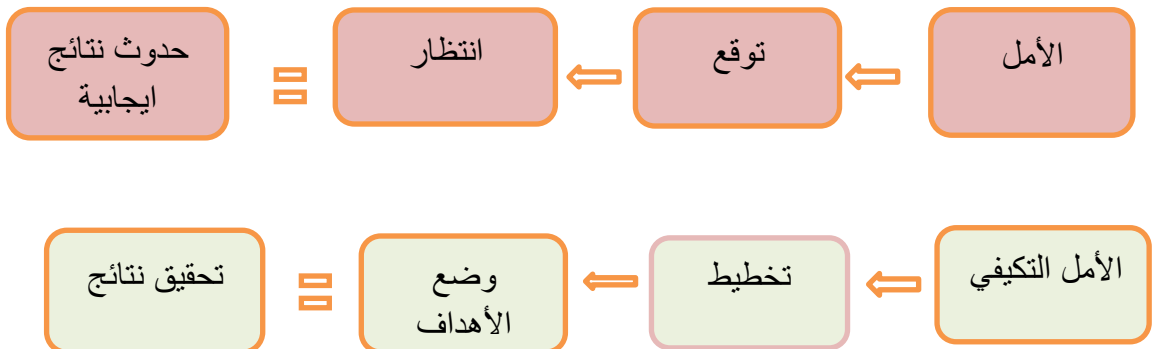 الأمل
توقع
انتظار
حدوث نتائج
ايجابية
الأمل التكيفي
تخطيط
وضع
الأهداف
تحقيق نتائج